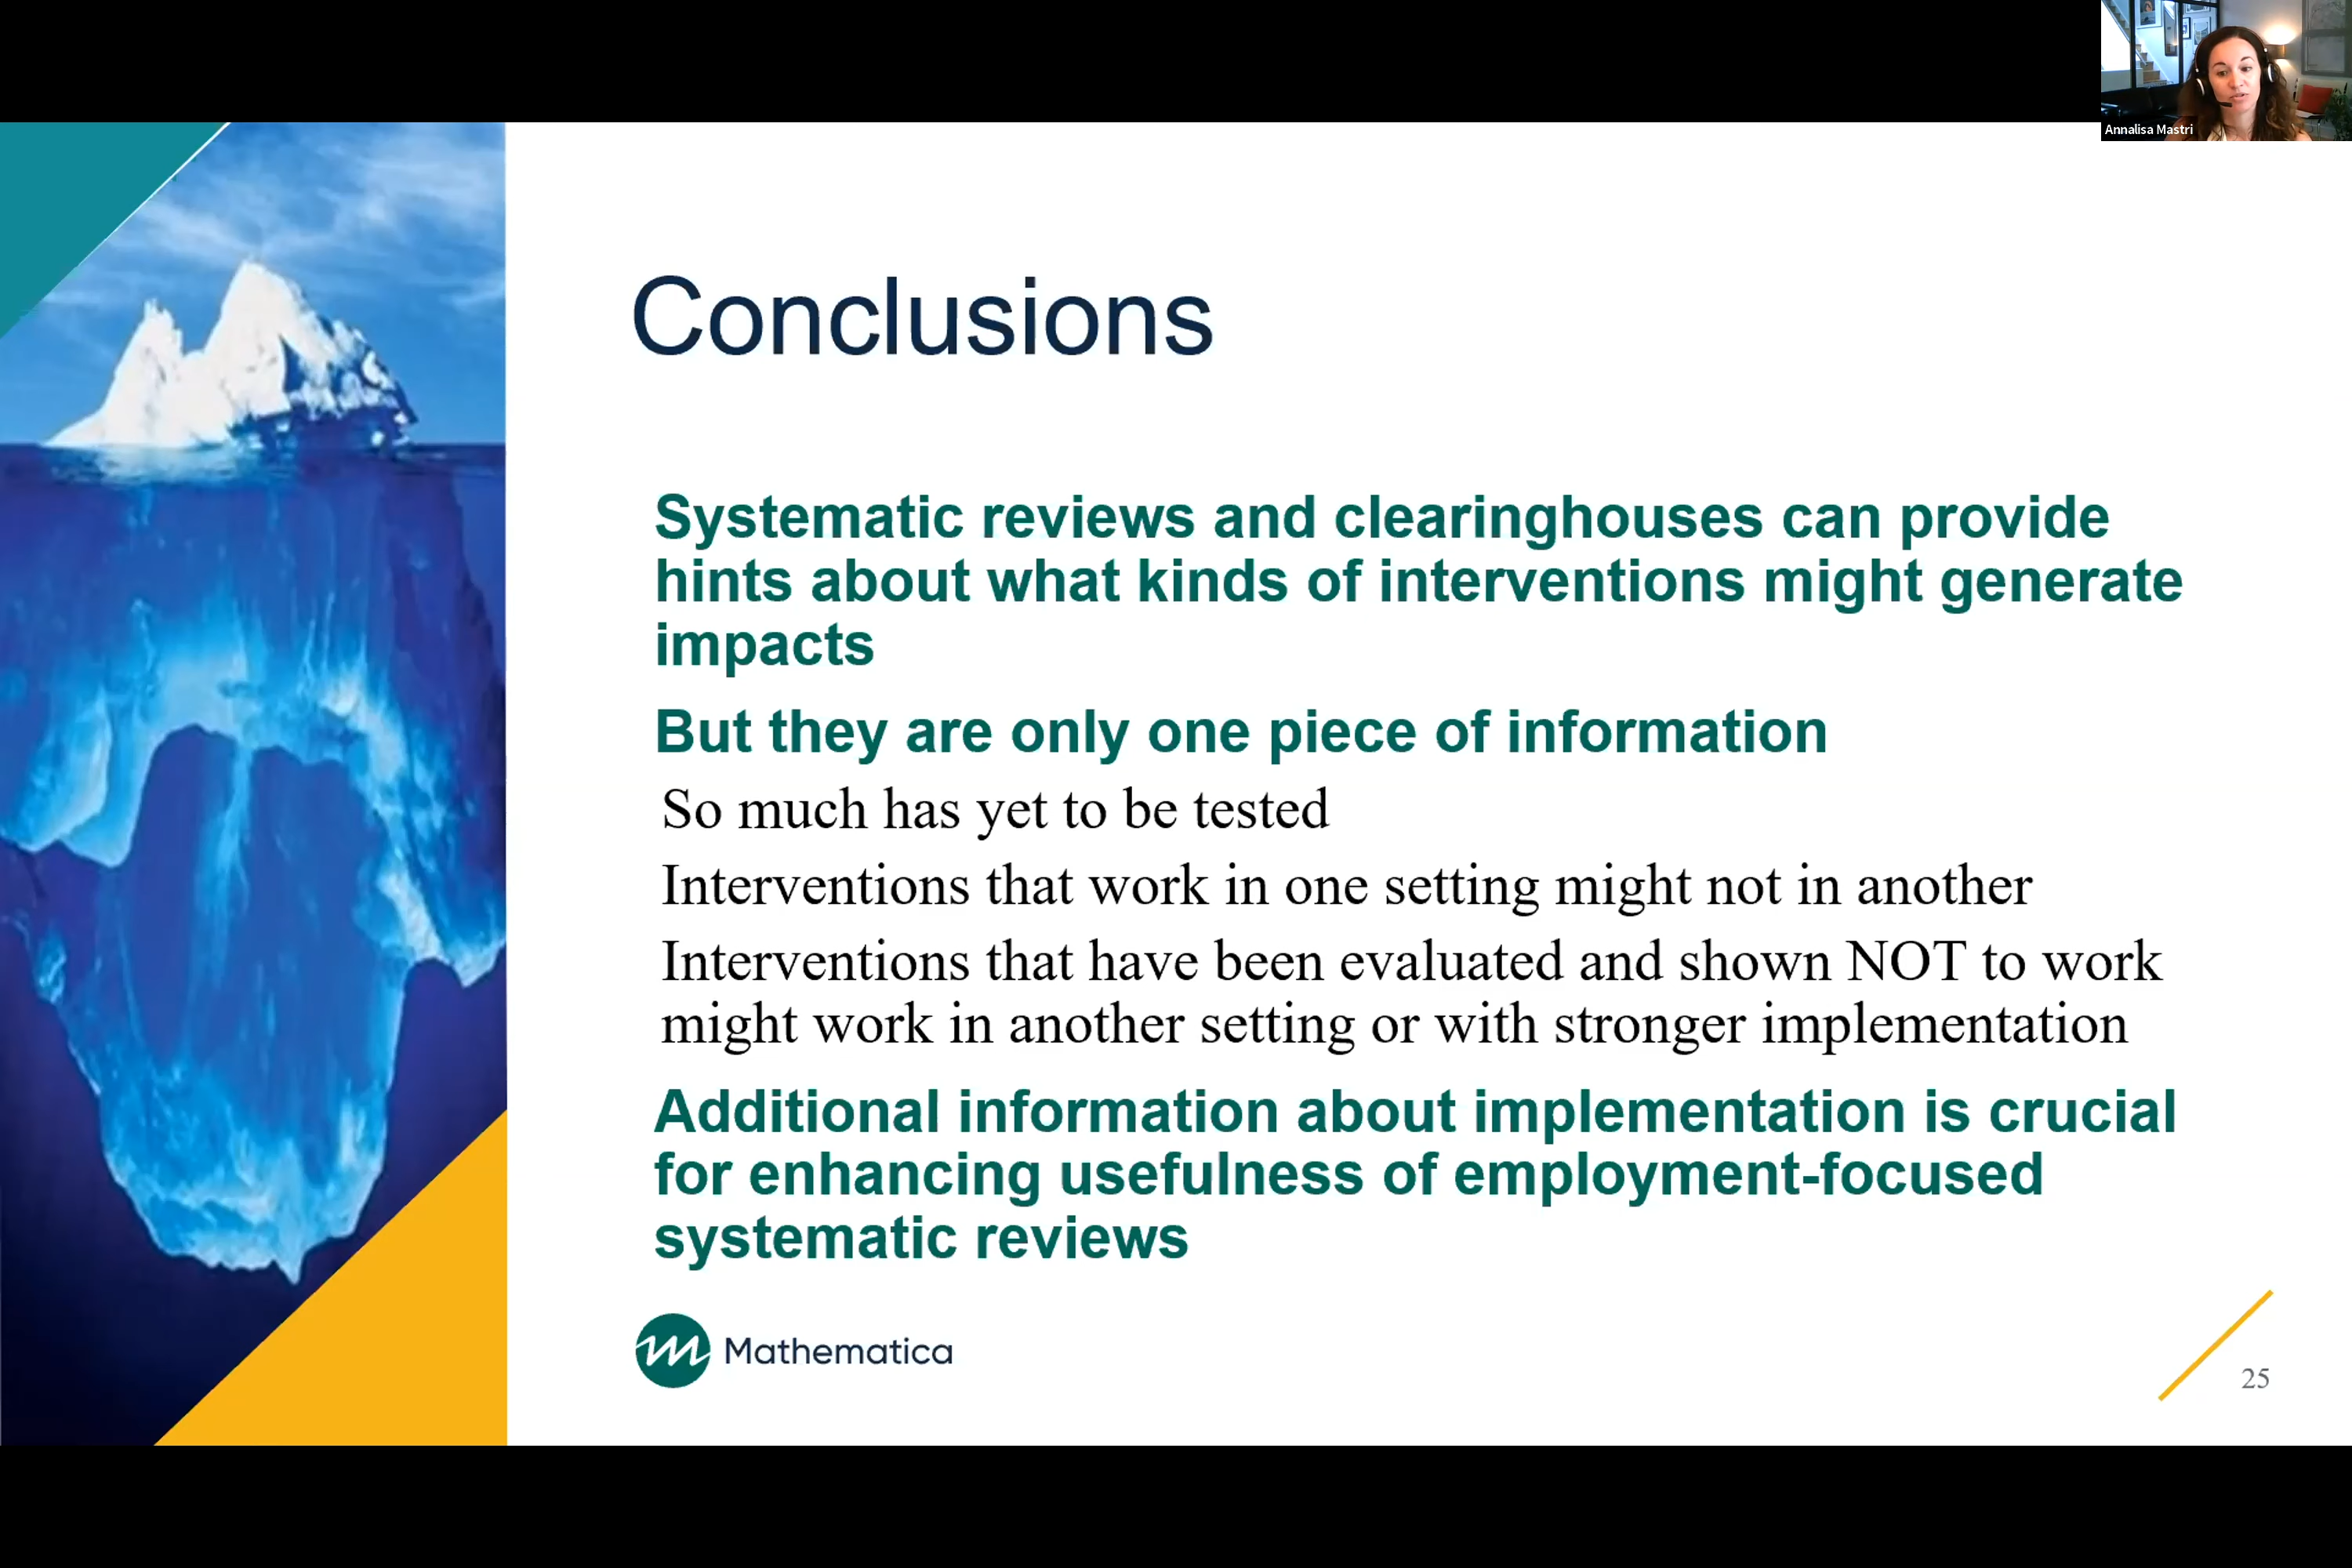 Annalisa Mastri
Conclusions
Systematic reviews and clearinghouses can provide
hints about what kinds of interventions might generate
impacts
But they are only one piece of information
So much has yet to be tested
Interventions that work in one setting might not in another
Interventions that have been evaluated and shown NOT to work
might work in another setting or with stronger implementation
Additional information about implementation is crucial
for enhancing usefulness of employment-focused
systematic reviews
Mathematica
25